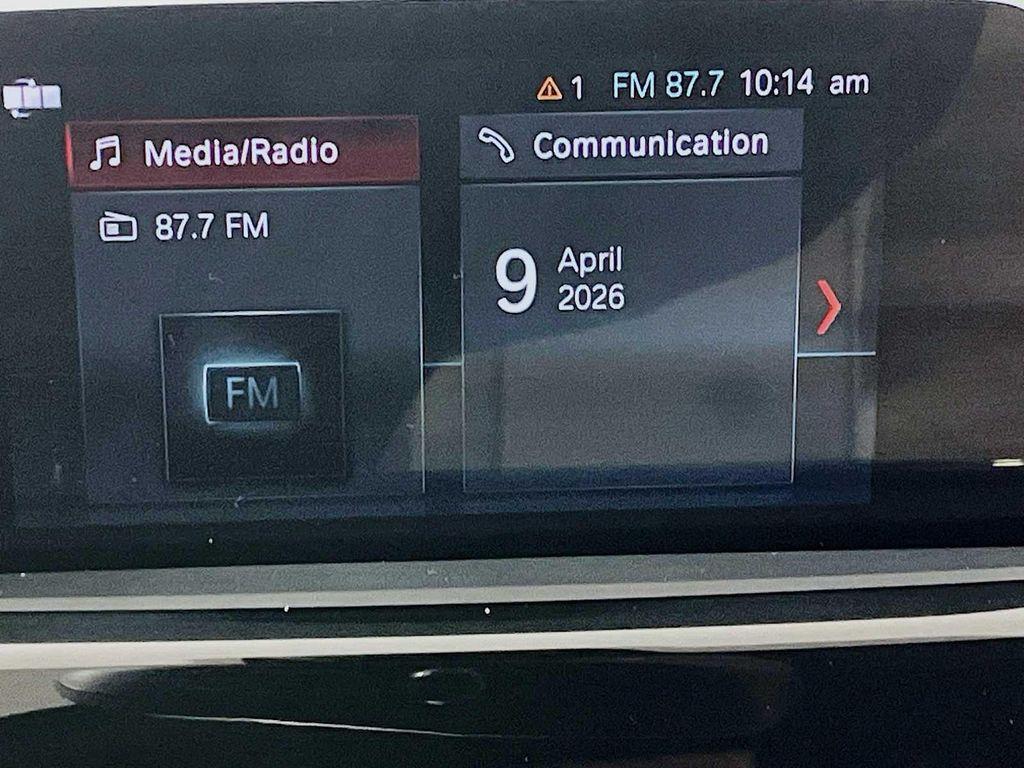 1 FM 87.7 10:14 am
Media/Radio
Communication
87.7 FM
9
April
2026
FM